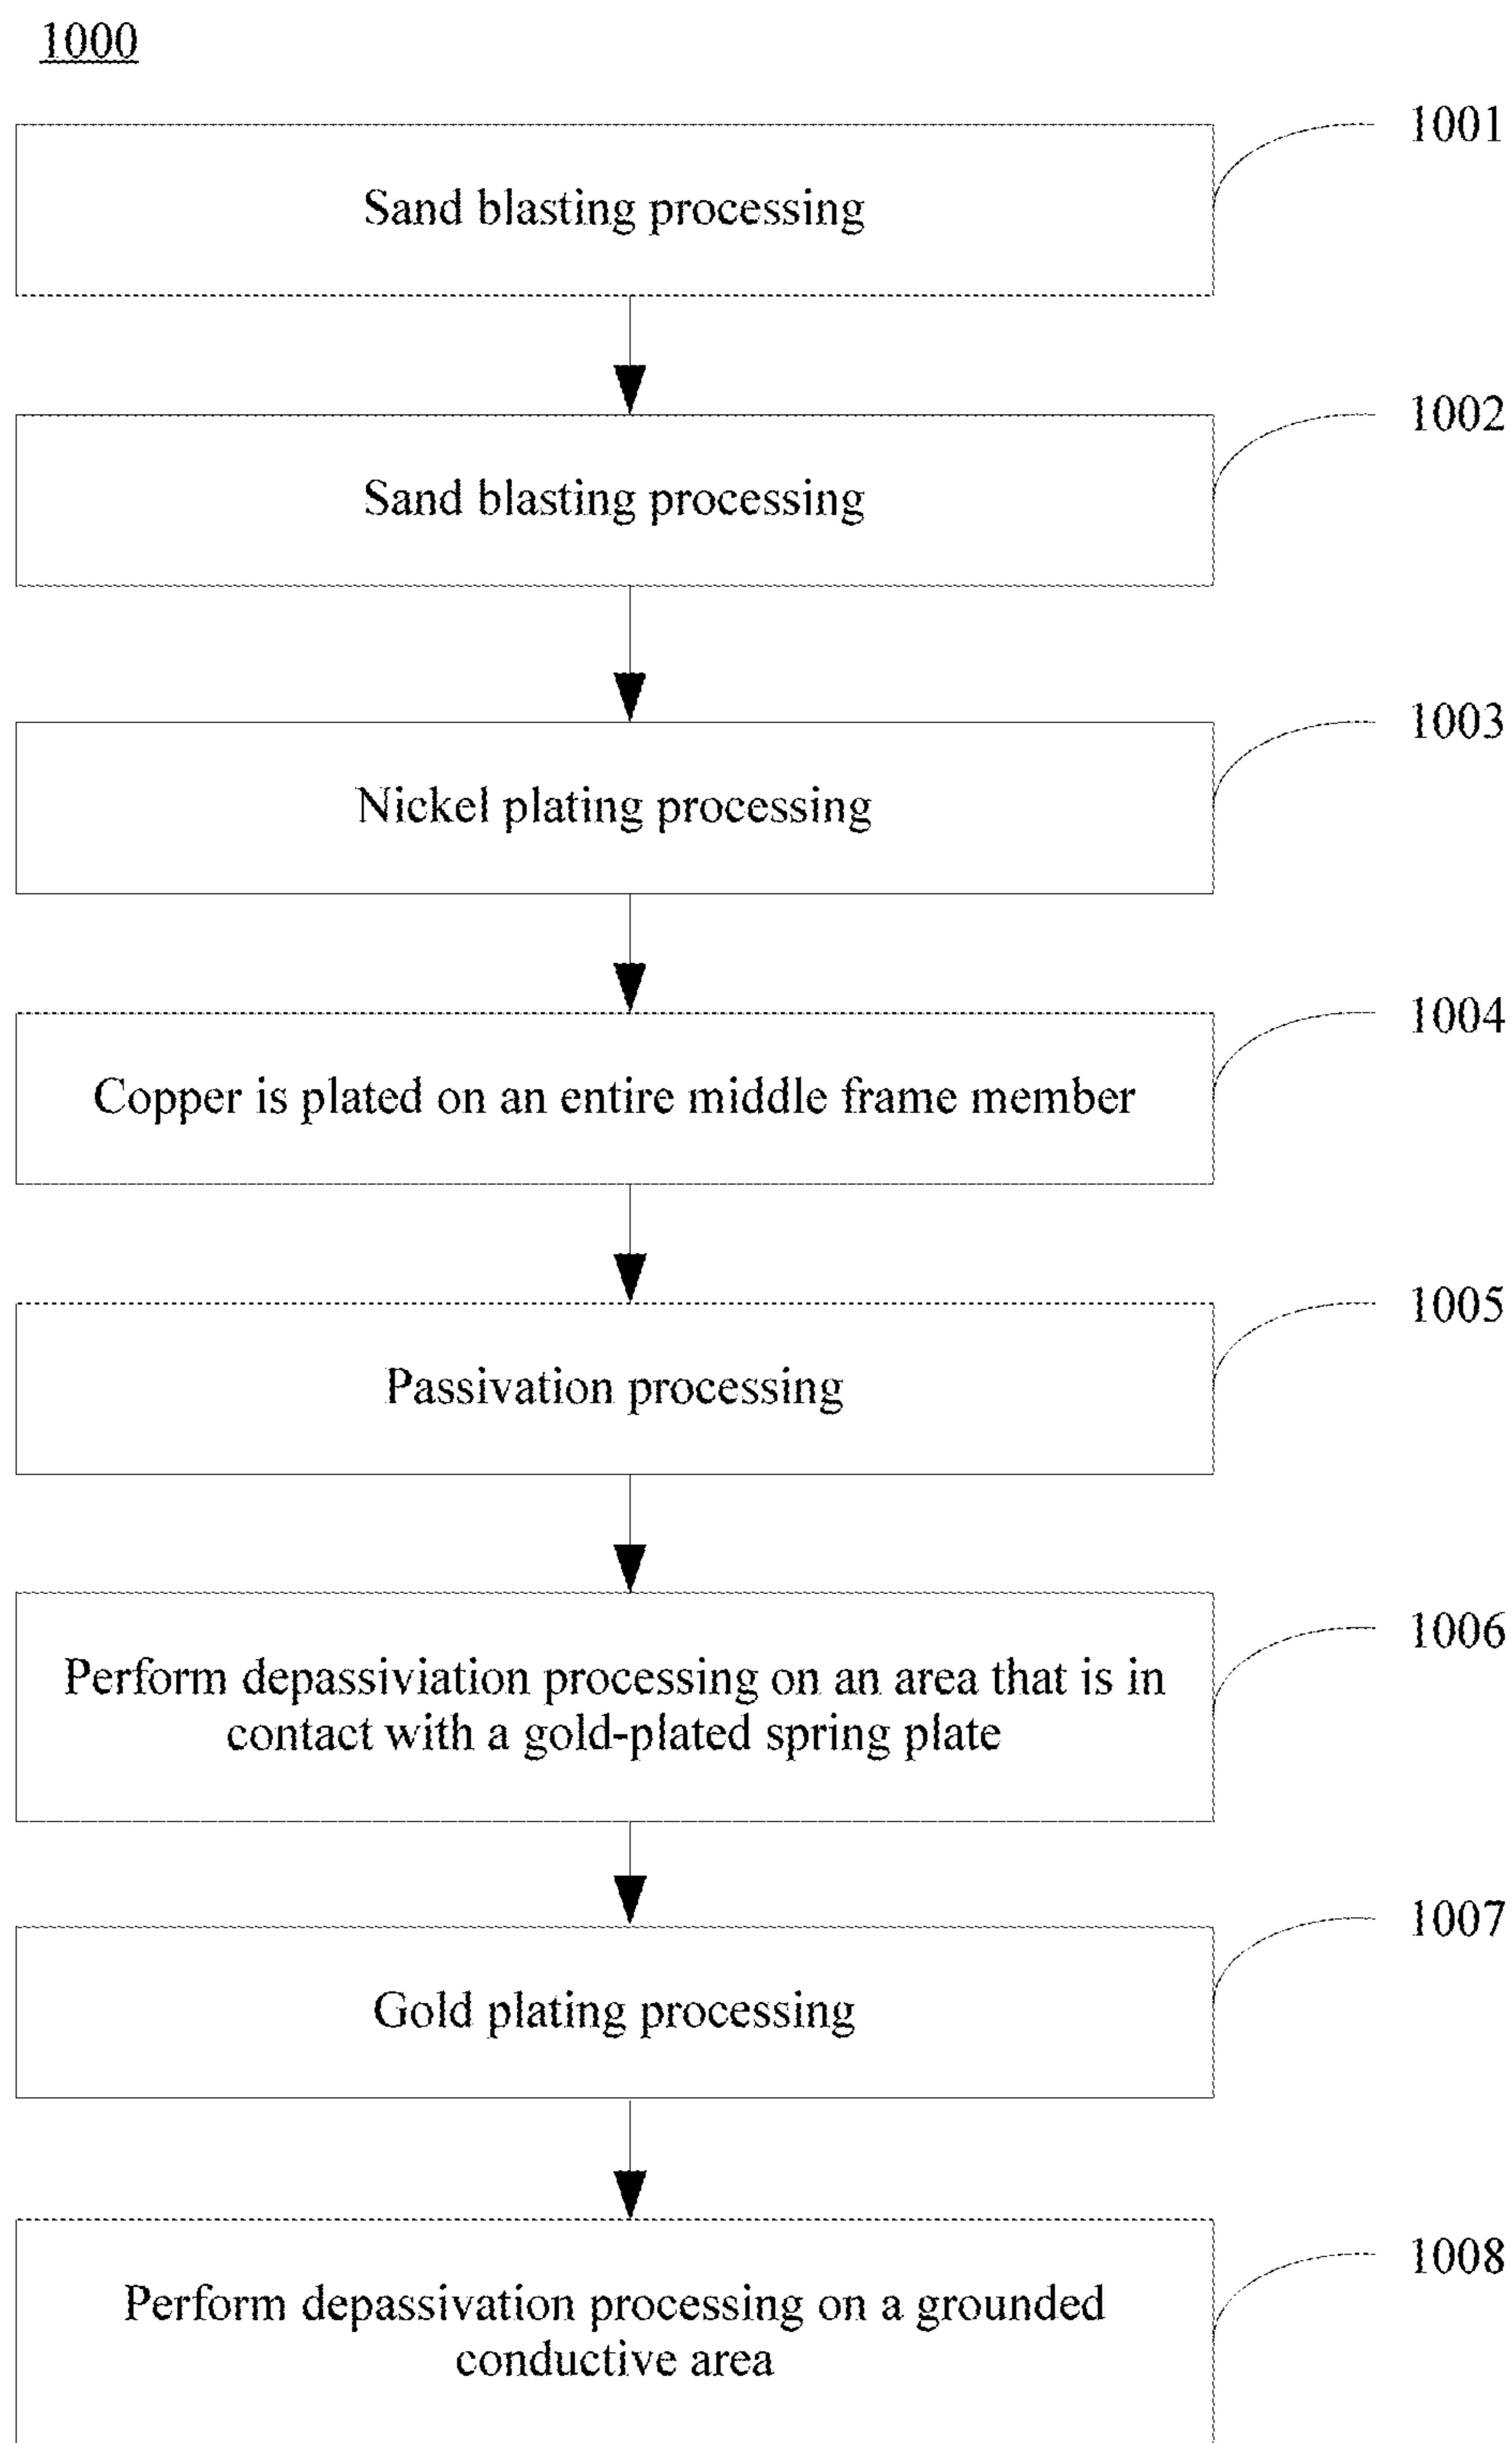 1000
1001
Sand blasting processing
1002
Sand blasting processing
1003
Nickel plating processing
1004
Copper is plated on an entire middle frame member
1005
Passivation processing
1006
Perform depassiviation processing on an area that is in
contact with a gold-plated spring plate
1007
Gold plating processing
1008
Perform depassivation processing on a grounded
conductive area